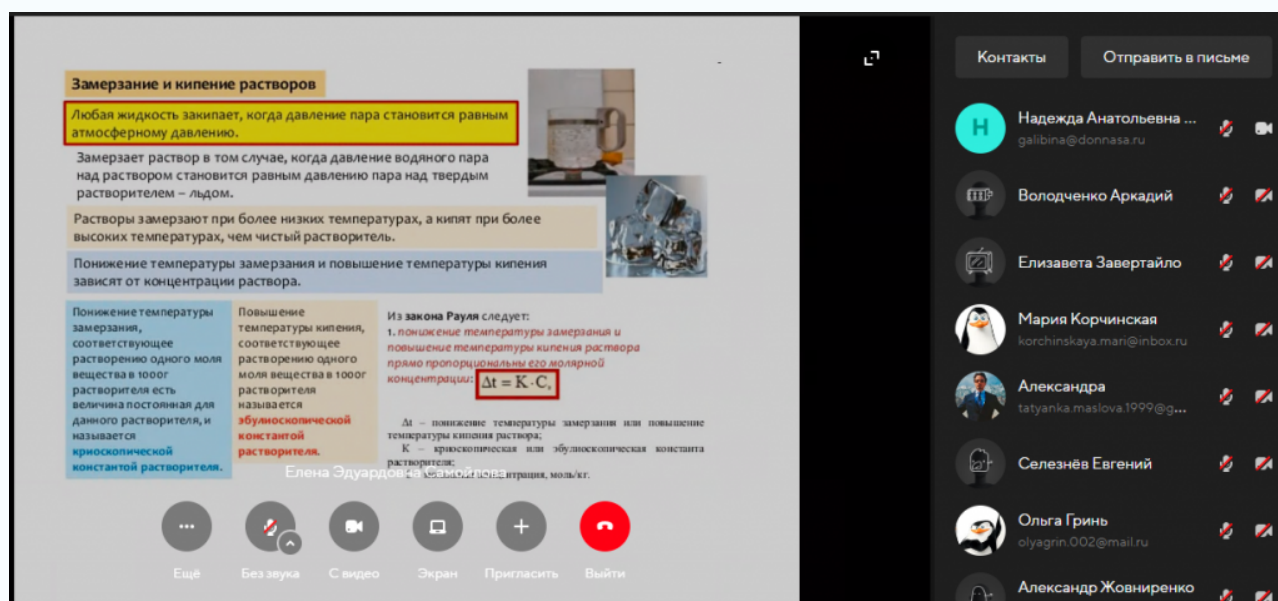 Замерзание и кипение растворов
Любая жидкость закипает, когда давление пара становится равным
атмосферному давлению.
Замерзает раствор в том случае, когда давление водяного пара
над раствором становится равным давлению пара над твердым
растворителем – льдом.
Растворы замерзают при более низких температурах, а кипят при более
высоких температурах, чем чистый растворитель.
Понижение температуры замерзания и повышение температуры кипения
зависят от концентрации раствора.
Понижение температуры
замерзания,
соответствующее
растворению одного моля
вещества в 1000г
растворителя есть
величина постоянная для
данного растворителя, и
называется
криоскопической
константой растворителя.
Повышение
температуры кипения,
соответствующее
растворению одного
моля вещества в 1000г
растворителя
называется
эбулиоскопической
константой
растворителя.
Из закона Рауля следует:
1. понижение температуры замерзания и
повышение температуры кипения раствора
прямо пропорциональны его молярной
концентрации: Δt = K · C,
Δt – понижение температуры замерзания или повышение
температуры кипения раствора;
K – криоскопическая или эбулиоскопическая константа
растворителя;
концентрация, моль/кг.
Елена Эдуардовна Самойлова
Ещё
Без звука
С видео
Экран
Пригласить
Выйти
Контакты
Отправить в письме
Н
Надежда Анатольевна ...
galibina@donnasa.ru
Володченко Аркадий
Елизавета Завертайло
Мария Корчинская
korchinskaya.mari@inbox.ru
Александра
tatyanka.maslova.1999@g...
Селезнёв Евгений
Ольга Гринь
olyagrin.002@mail.ru
Александр Жовниренко